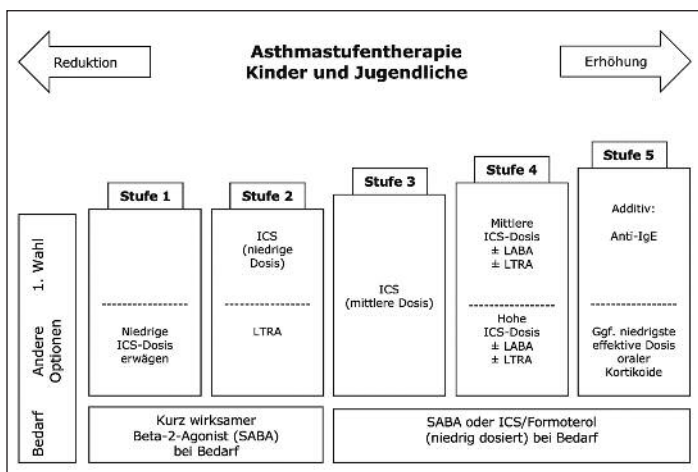 Asthmastufentherapie
Kinder und Jugendliche
Reduktion
Erhöhung
Stufe 1
Stufe 2
Stufe 3
Stufe 4
Stufe 5
1. Wahl
Andere
Optionen
Bedarf
Niedrige
ICS-Dosis
erwägen
ICS
(niedrige
Dosis)
LTRA
ICS
(mittlere Dosis)
Mittlere
ICS-Dosis
± LABA
± LTRA
Hohe
ICS-Dosis
± LABA
± LTRA
Additiv:
Anti-IgE
Ggf. niedrigste
effektive Dosis
oraler
Kortikoide
Kurz wirksamer
Beta-2-Agonist (SABA)
bei Bedarf
SABA oder ICS/Formoterol
(niedrig dosiert) bei Bedarf